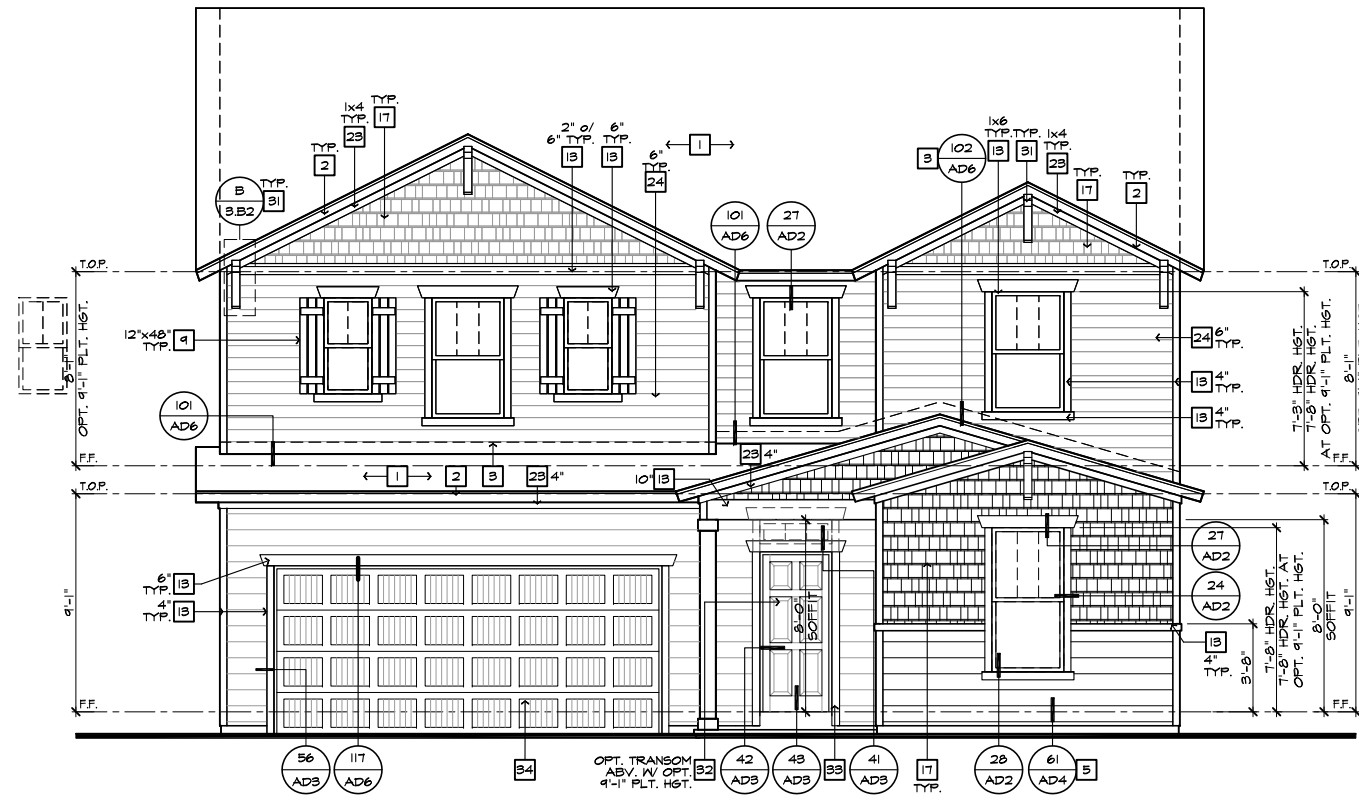 1x4
TYP.
TYP.
17
23
TYP.
2
2" O/
6" TYP.
13
6"
TYP.
13
1
6"
TYP.
24
B
3.B2
TYP.
31
101
AD6
27
AD2
3
102
AD6
1x6
TYP.
13
TYP.
31
1x4
23
TYP.
17
TYP.
2
T.O.P.
T.O.P.
8'-1"
OPT. 9'-1" PLT. HGT.
12"x48"
TYP.
9
24
6"
TYP.
13
4"
TYP.
13
4"
TYP.
7'-3" HDR. HGT.
7'-8" HDR. HGT.
AT OPT. 9'-1" PLT. HGT.
8'-1"
101
AD6
F.F.
F.F.
1
2
3
23
4"
23
4"
10"
13
T.O.P.
T.O.P.
9'-1"
6"
TYP.
13
4"
TYP.
13
8'-0"
SOFFIT
27
AD2
24
AD2
13
4"
TYP.
3'-8"
7'-8" HDR. HGT.
7'-8" HDR. HGT. AT
OPT. 9'-1" PLT. HGT.
8'-0"
SOFFIT
9'-1"
F.F.
F.F.
56
AD3
117
AD6
34
OPT. TRANSOM
ABV. W/ OPT.
9'-1" PLT. HGT.
32
42
AD3
43
AD3
33
41
AD3
17
TYP.
28
AD2
61
AD4
5